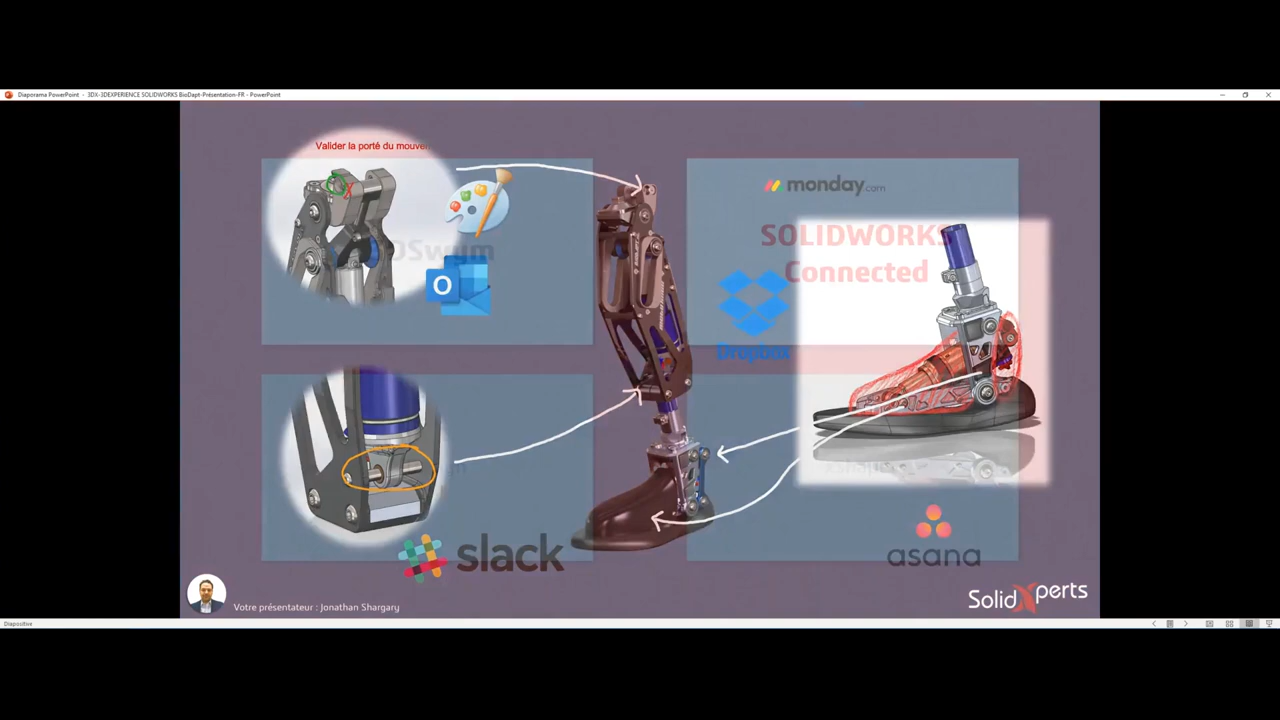 Diaporama PowerPoint - 3DX-3DEXPERIENCE SOLIDWORKS BioDapt-Présentation-FR - PowerPoint
Valider la porté du mouve
monday.com
SOLIDWORKS
Connected
3DSwym
O
Dropbox
slack
asana
SolidXperts
Votre présentateur : Jonathan Shargary
Diapositive